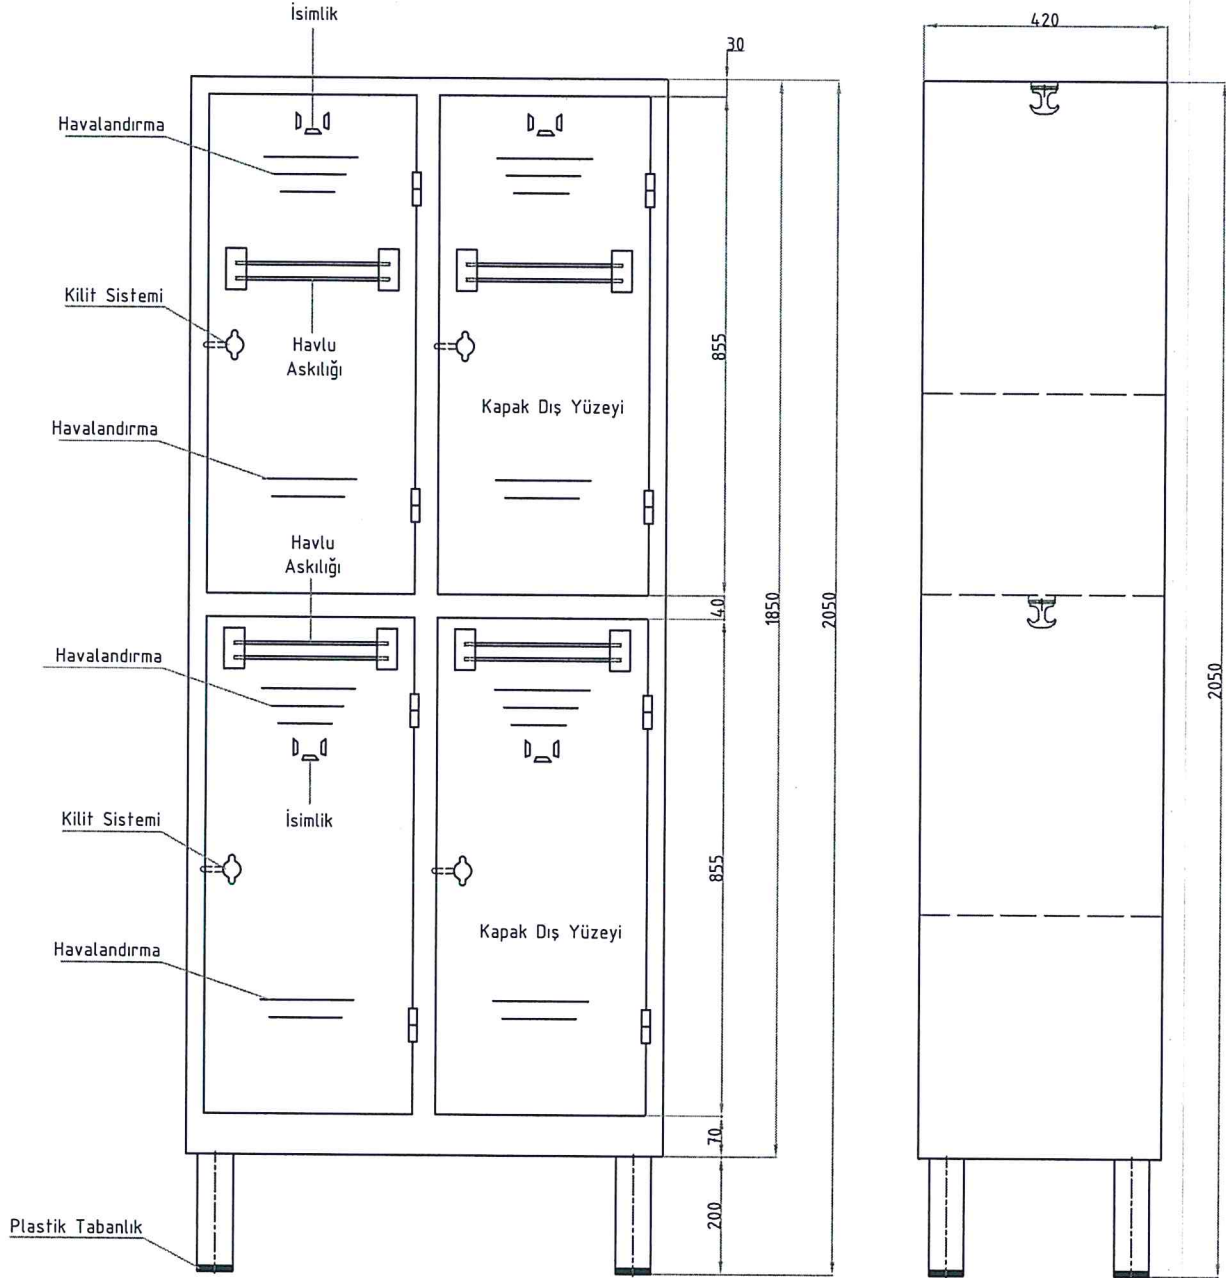 İsimlik
420
30
Havalandırma
Kilit Sistemi
Havlu
Askılığı
855
Kapak Dış Yüzeyi
Havalandırma
Havlu
Askılığı
40
1850
2050
Havalandırma
2050
İsimlik
Kilit Sistemi
855
Kapak Dış Yüzeyi
Havalandırma
70
200
Plastik Tabanlık